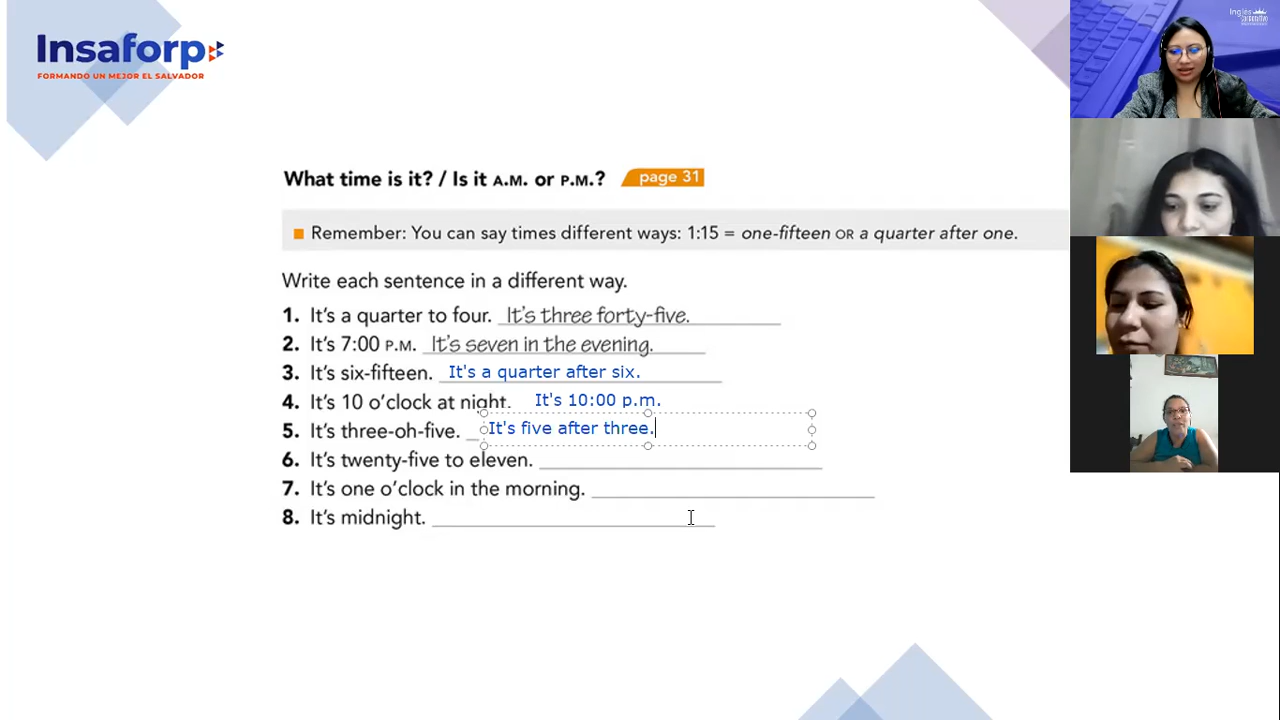 Insaforp
FORMANDO UN MEJOR EL SALVADOR
What time is it? / Is it A.M. or P.M.? page 31
Remember: You can say times different ways: 1:15 = one-fifteen OR a quarter after one.
Write each sentence in a different way.
1. It's a quarter to four. It's three forty-five.
2. It's 7:00 P.M. It's seven in the evening.
3. It's six-fifteen. It's a quarter after six.
4. It's 10 o'clock at night. It's 10:00 p.m.
5. It's three-oh-five. It's five after three.
6. It's twenty-five to eleven.
7. It's one o'clock in the morning.
8. It's midnight.
Ingles